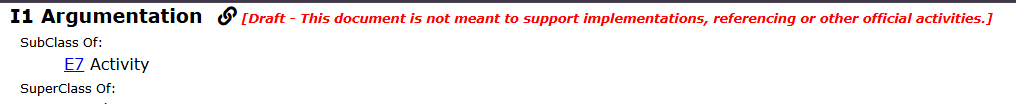 I1 Argumentation [Draft - This document is not meant to support implementations, referencing or other official activities.]
SubClass Of:
E7 Activity
SuperClass Of: